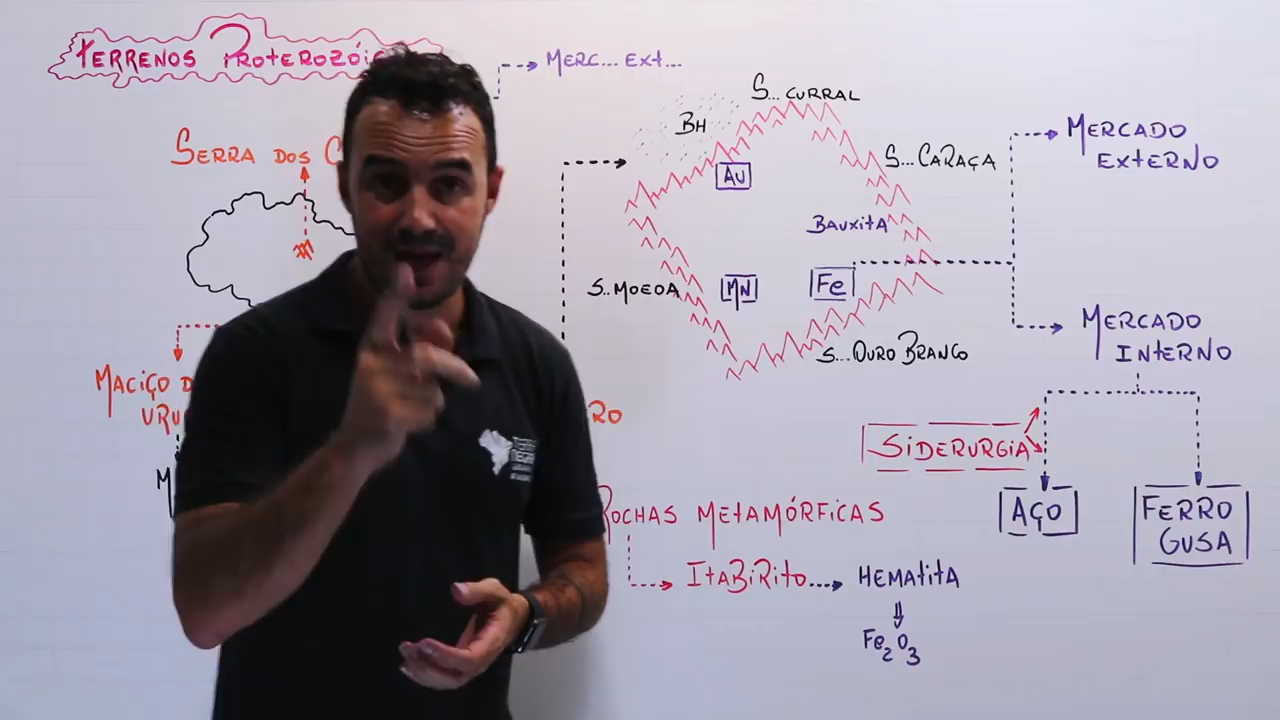 TERRENOS PROTEROZÓI
MERC... EXT...
S... CURRAL
BH
MERCADO
EXTERNO
SERRA DOS C
S...CARAÇA
AU
BAUXITA
S..MOEDA
MN
Fe
S...OURO BRANCO
MERCADO
INTERNO
MACIÇO D
URU
RO
SIDERURGIA
M
ROCHAS METAMÓRFICAS
AÇO
FERRO
GUSA
ITABIRITO...
HEMATITA
Fe2O3